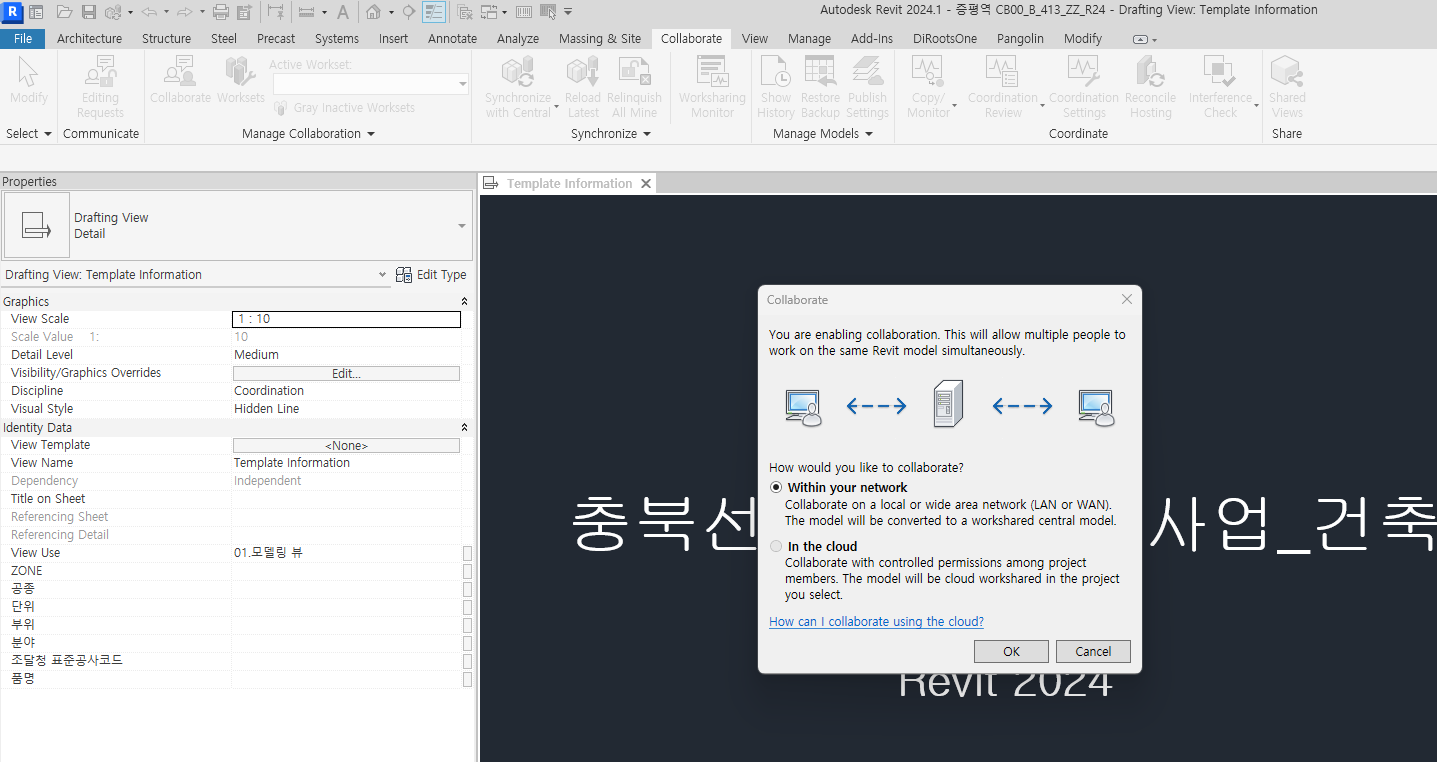 R
Autodesk Revit 2024.1 - 증평역 CB00_B_413_ZZ_R24 - Drafting View: Template Information
File Architecture Structure Steel Precast Systems Insert Annotate Analyze Massing & Site Collaborate View Manage Add-Ins DiRootsOne Pangolin Modify
Modify
Select
Editing
Requests
Communicate
Collaborate
Worksets
Active Workset:
Gray Inactive Worksets
Manage Collaboration
Synchronize
with Central
Reload
Latest
Relinquish
All Mine
Worksharing
Monitor
Synchronize
Show
History
Restore
Backup
Publish
Settings
Manage Models
Copy/
Monitor
Coordination
Review
Coordination
Settings
Reconcile
Hosting
Interference
Check
Coordinate
Shared
Views
Share
Properties
Drafting View
Detail
Drafting View: Template Information
Edit Type
Graphics
View Scale 1 : 10
Scale Value 1: 10
Detail Level Medium
Visibility/Graphics Overrides Edit...
Discipline Coordination
Visual Style Hidden Line
Identity Data
View Template <None>
View Name Template Information
Dependency Independent
Title on Sheet
Referencing Sheet
Referencing Detail
View Use 01.모델링 뷰
ZONE
공종
단위
부위
분야
조달청 표준공사코드
품명
Template Information
Collaborate
You are enabling collaboration. This will allow multiple people to
work on the same Revit model simultaneously.
How would you like to collaborate?
Within your network
Collaborate on a local or wide area network (LAN or WAN).
The model will be converted to a workshared central model.
In the cloud
Collaborate with controlled permissions among project
members. The model will be cloud workshared in the project
you select.
How can I collaborate using the cloud?
OK Cancel
충북선 사업_건축
Revit 2024